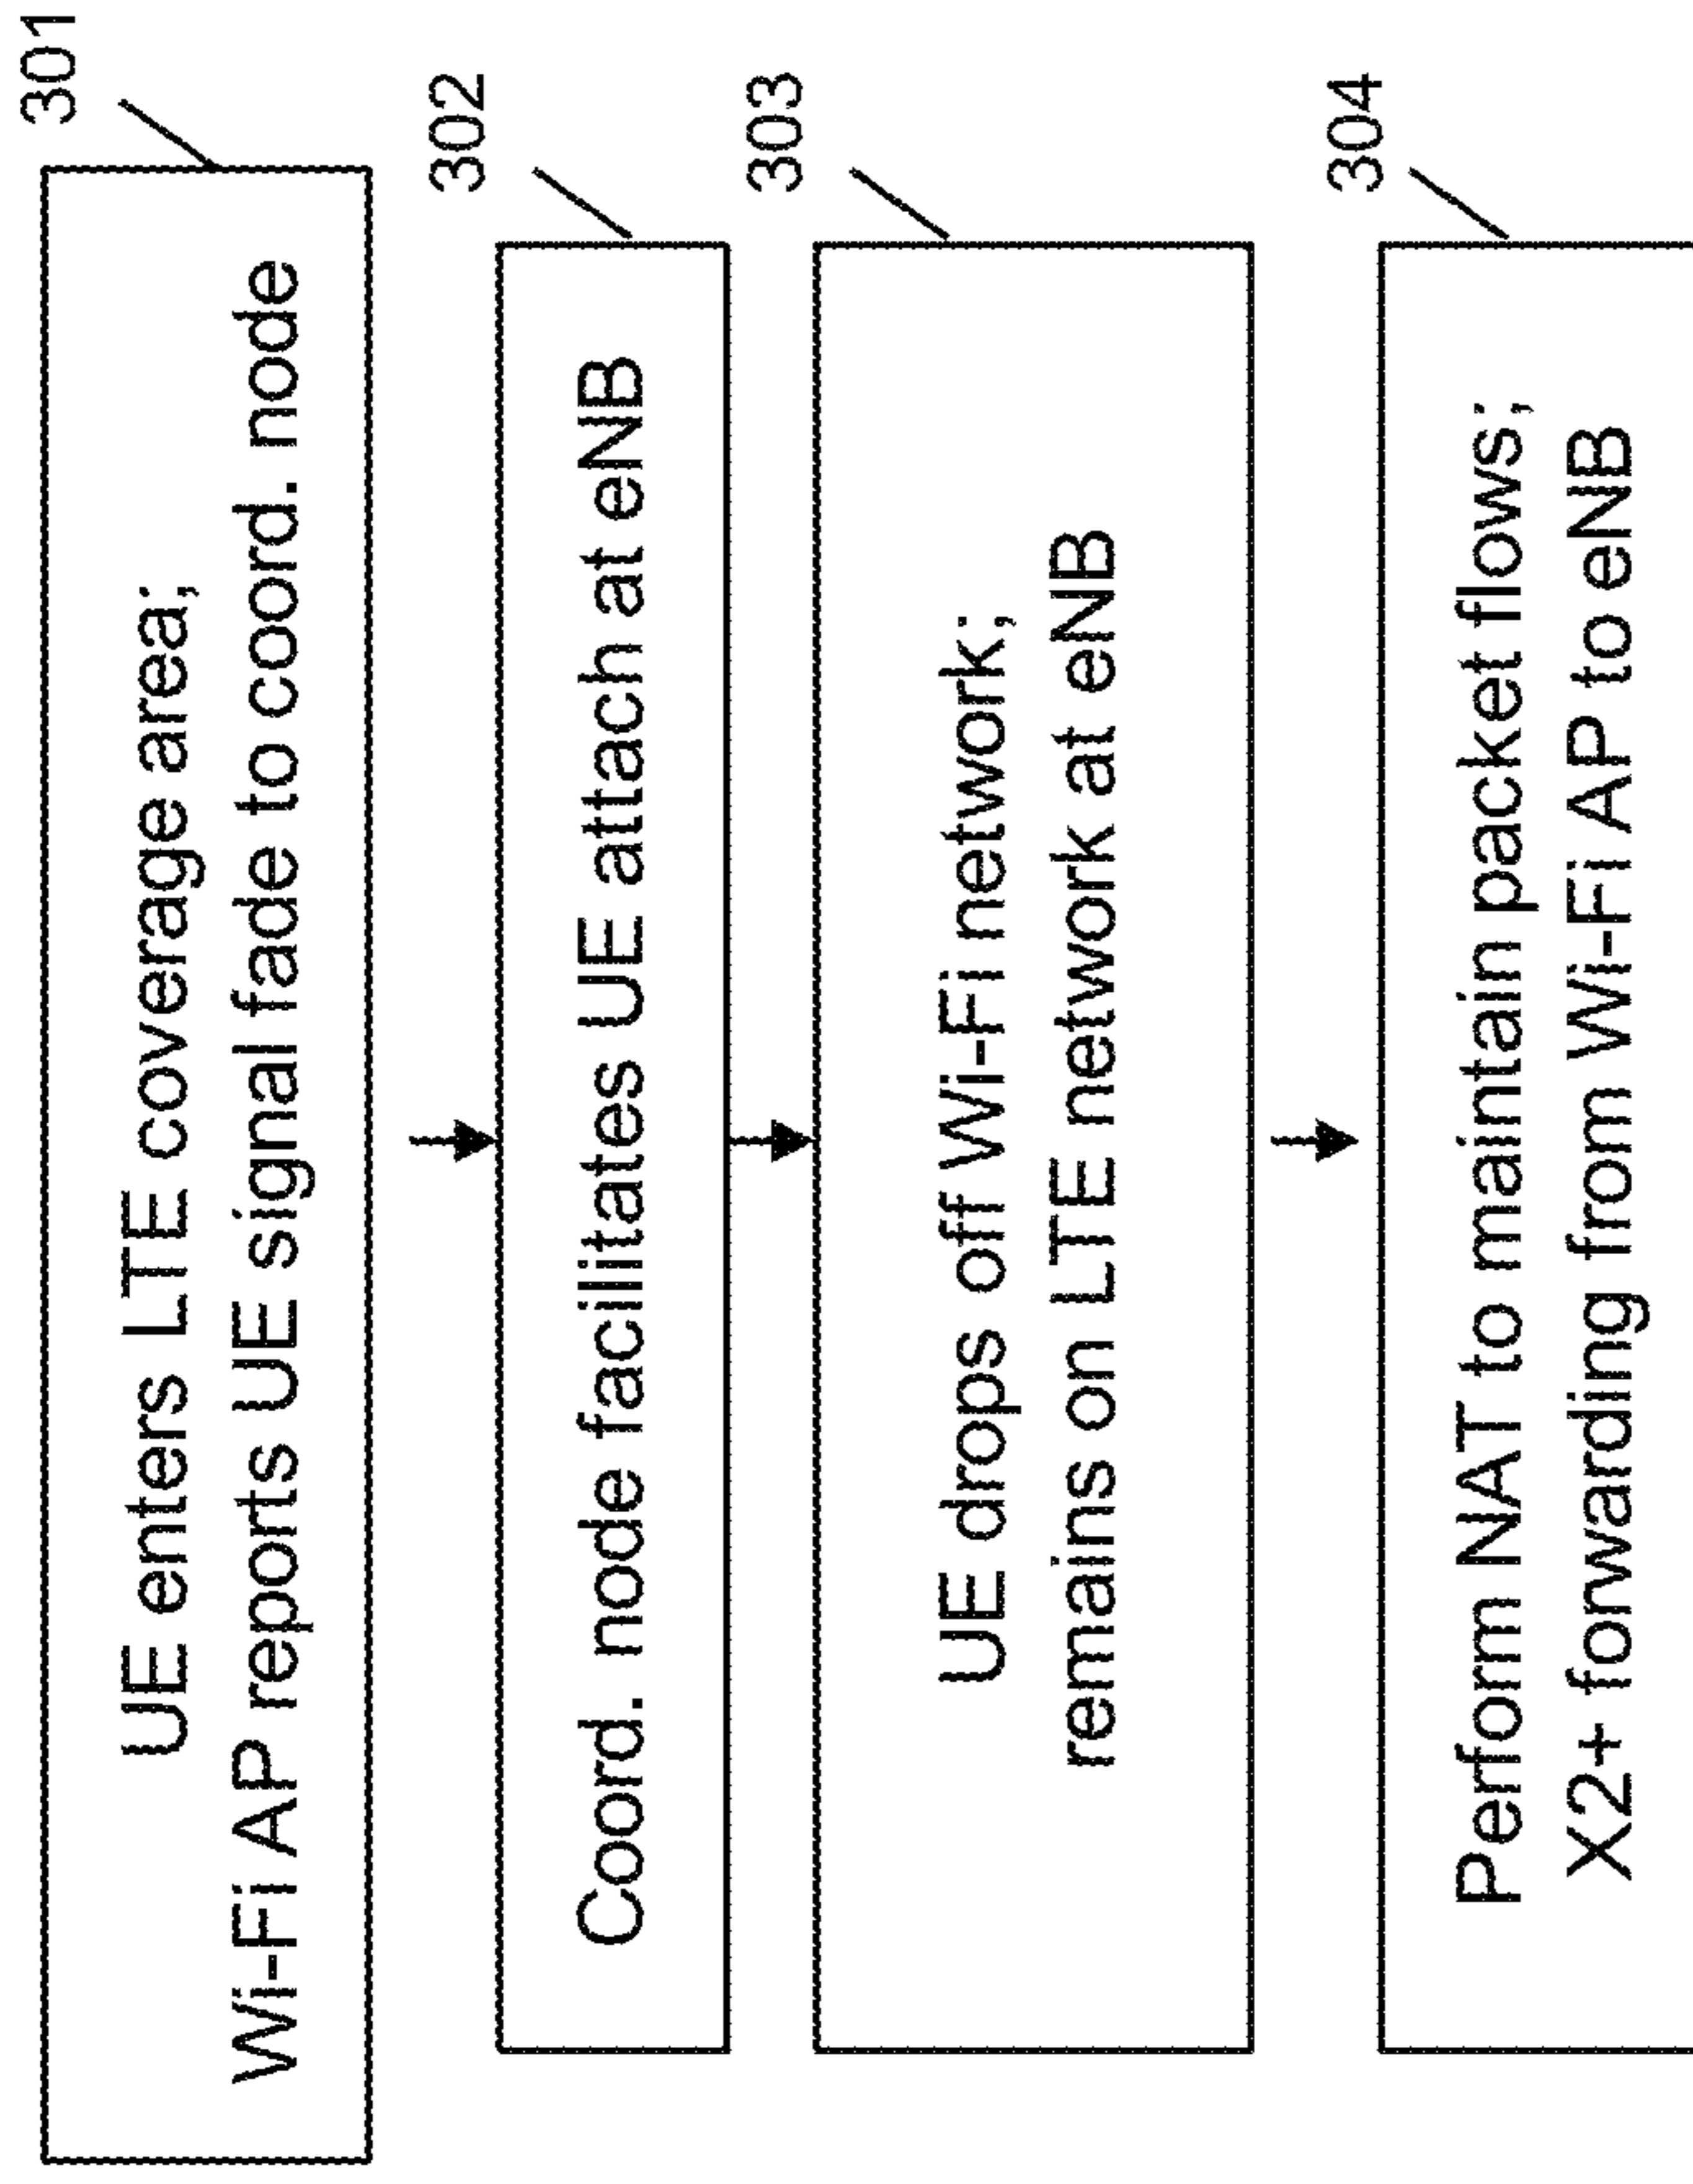 301
UE enters LTE coverage area;
Wi-Fi AP reports UE signal fade to coord. node
302
Coord. node facilitates UE attach at eNB
303
UE drops off Wi-Fi network;
remains on LTE network at eNB
304
Perform NAT to maintain packet flows;
X2+ forwarding from Wi-Fi AP to eNB